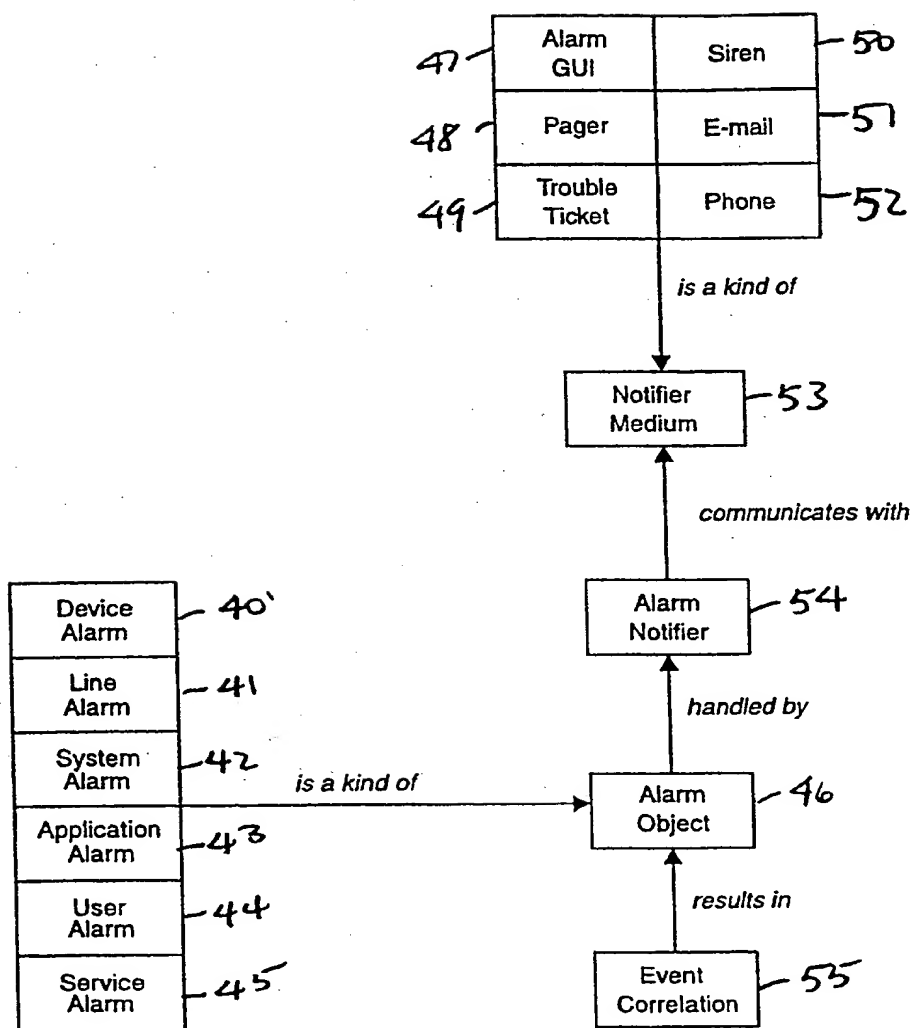 47
Alarm
GUI
Siren
50
48
Pager
E-mail
51
49
Trouble
Ticket
Phone
52
is a kind of
Notifier
Medium
53
communicates with
Device
Alarm
40'
Alarm
Notifier
54
Line
Alarm
41
handled by
System
Alarm
42
is a kind of
Alarm
Object
46
Application
Alarm
43
results in
User
Alarm
44
Service
Alarm
45
Event
Correlation
55